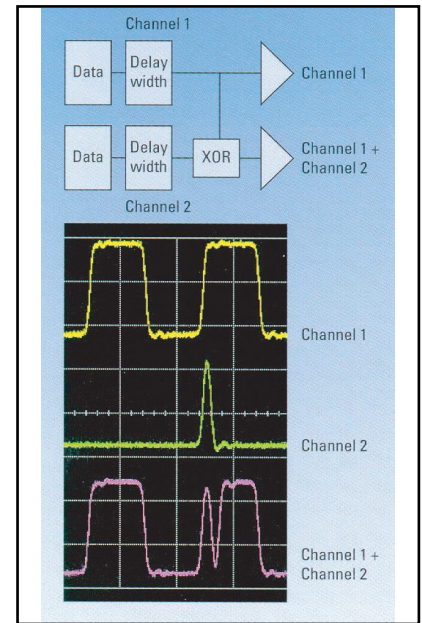 Channel 1
Data
Delay
width
Channel 1
Data
Delay
width
XOR
Channel 1 +
Channel 2
Channel 2
Channel 1
Channel 2
Channel 1 +
Channel 2